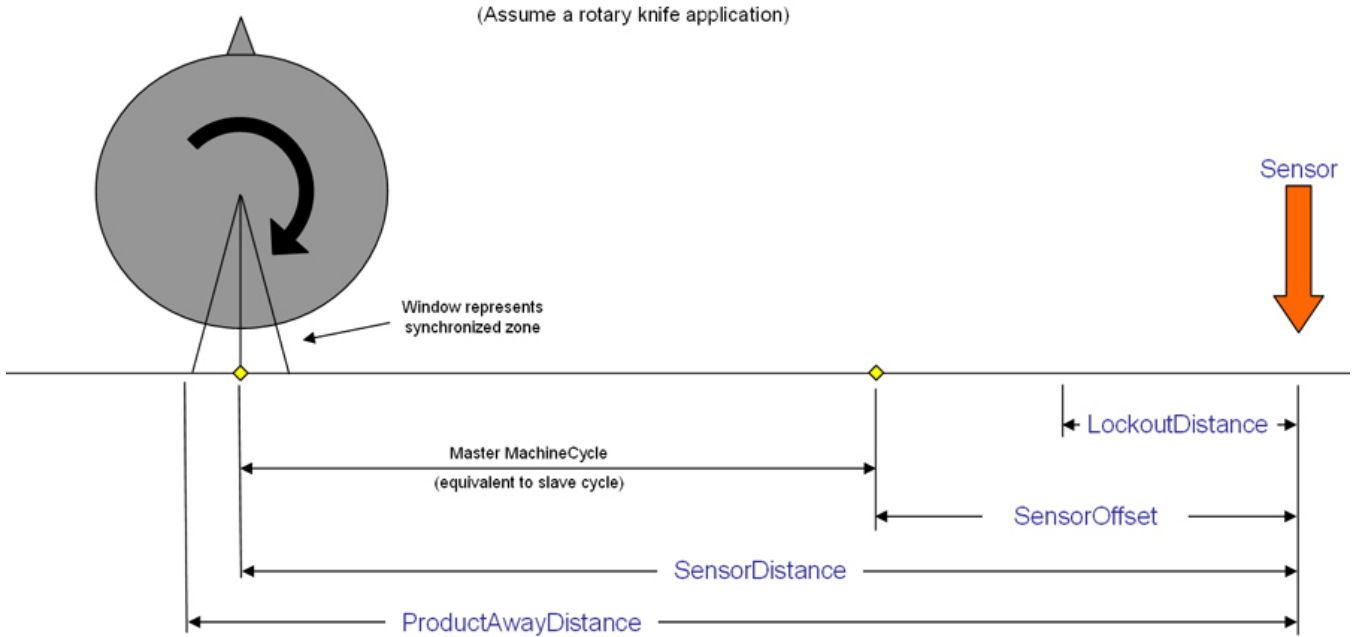 (Assume a rotary knife application)
Sensor
Window represents
synchronized zone
LockoutDistance
Master MachineCycle
(equivalent to slave cycle)
SensorOffset
SensorDistance
ProductAwayDistance